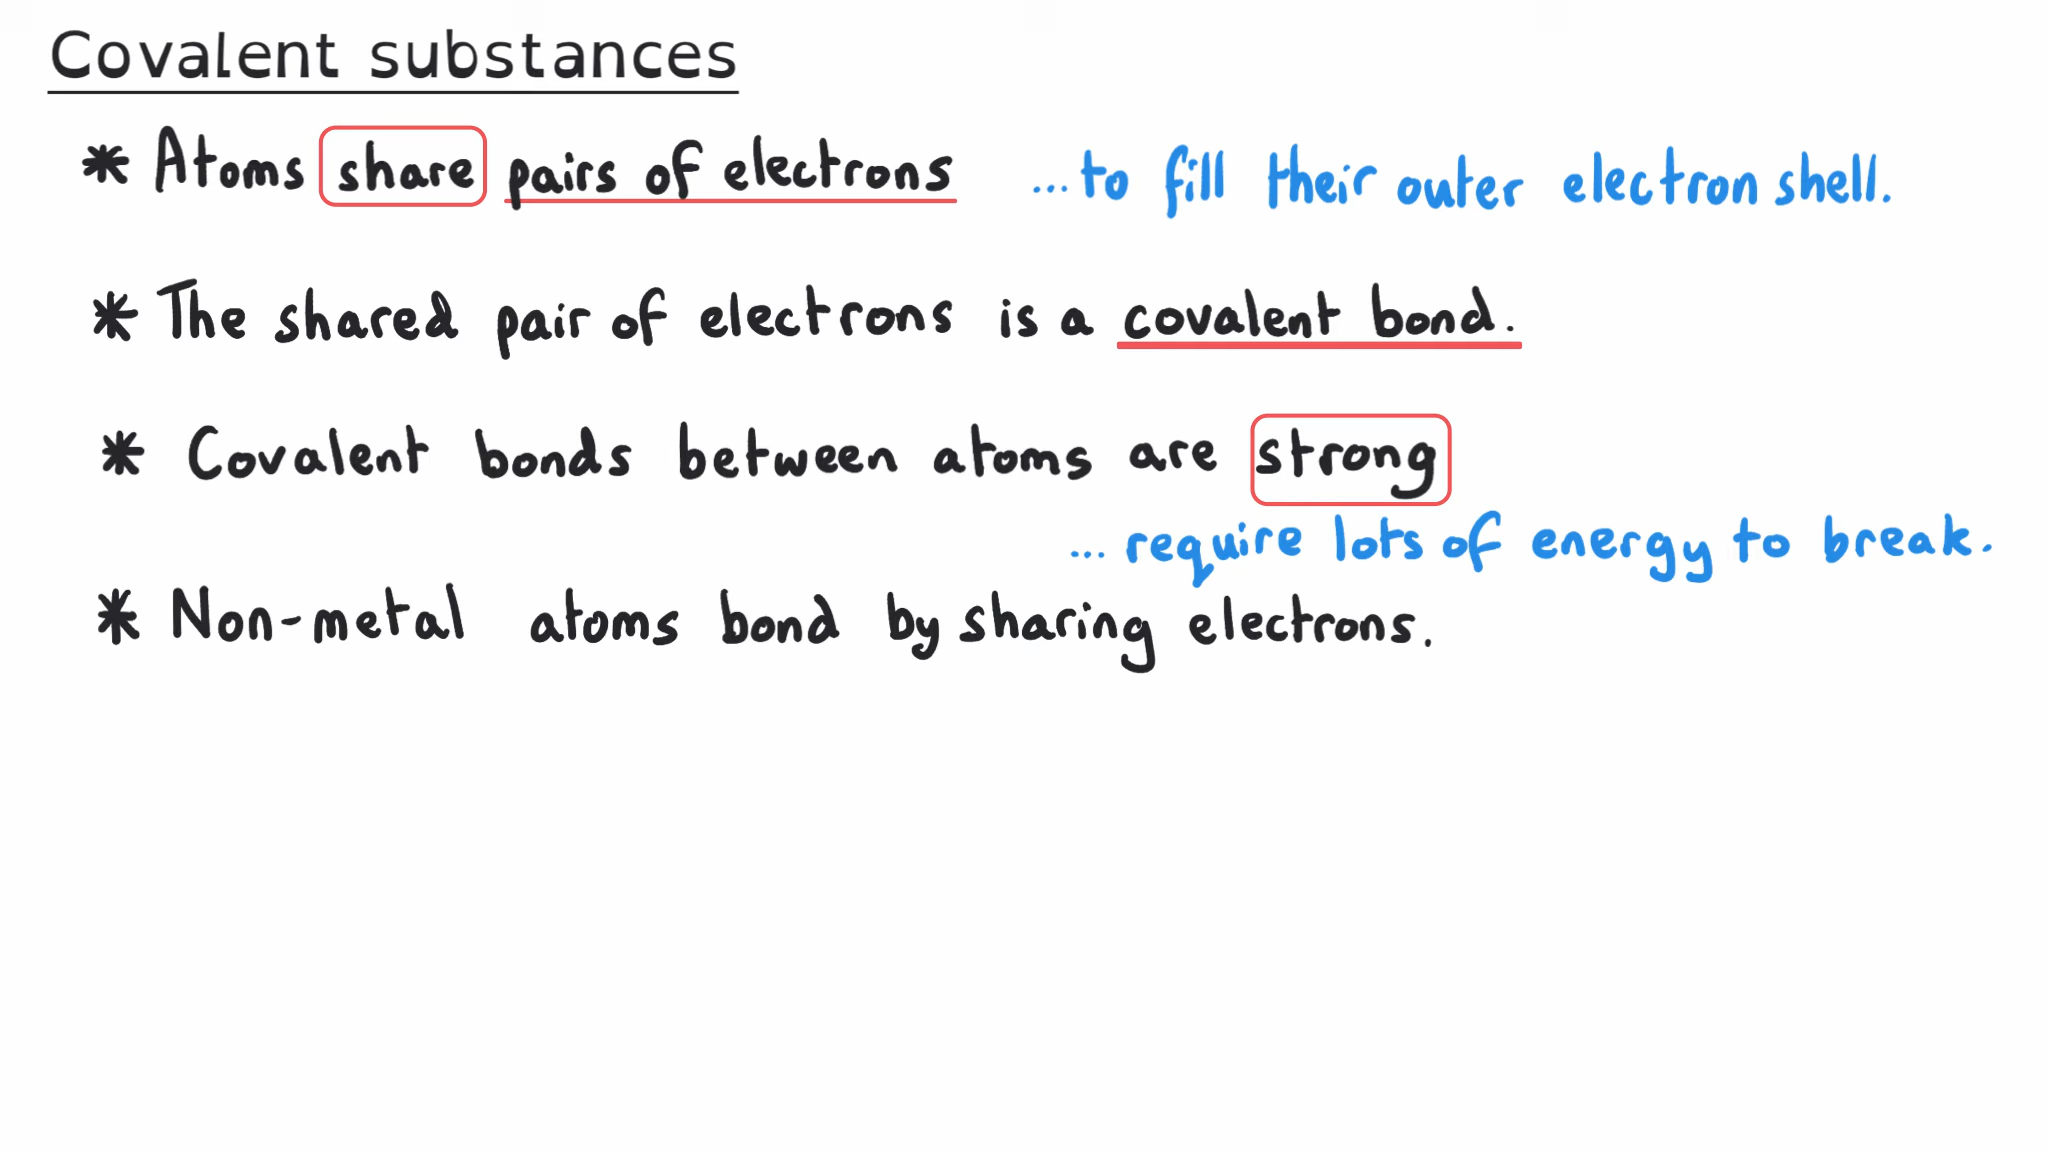 Covalent substances
* Atoms share pairs of electrons ...to fill their outer electron shell.
* The shared pair of electrons is a covalent bond.
* Covalent bonds between atoms are strong
... require lots of energy to break.
* Non-metal atoms bond by sharing electrons.